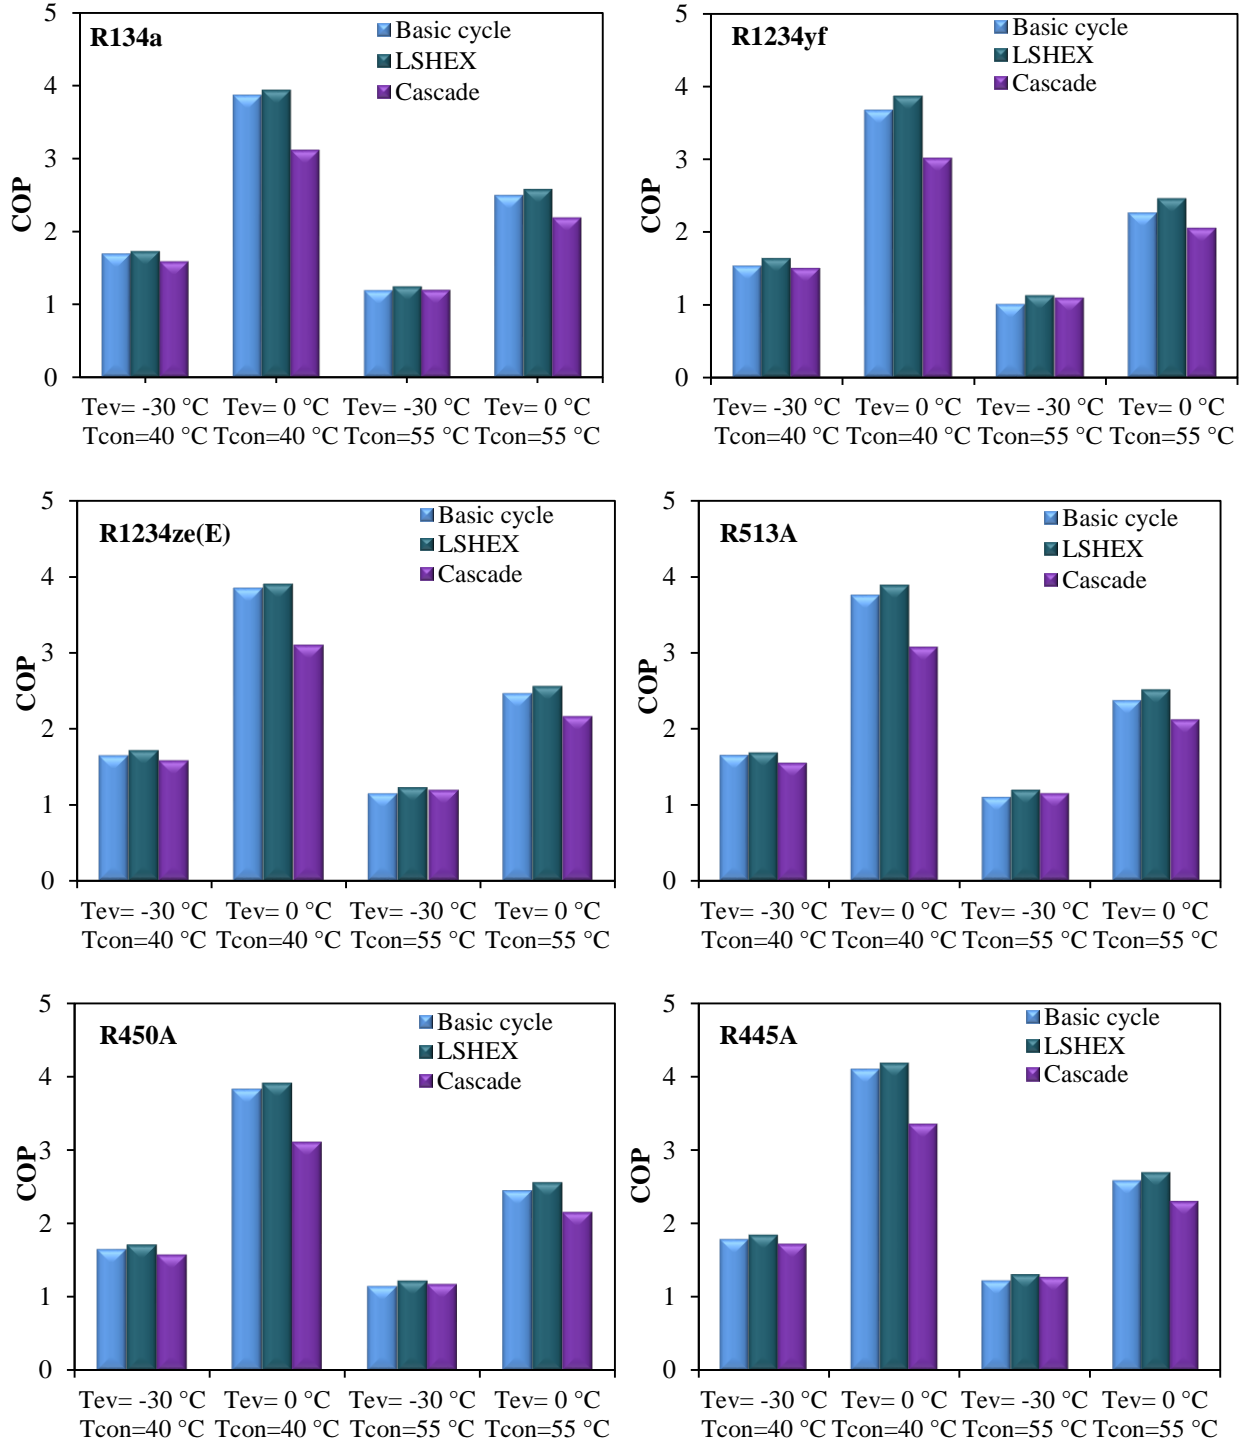 R134a
Basic cycle
LSHEX
Cascade
COP
5
4
3
2
1
0
Tev= -30 °C Tev= 0 °C Tev= -30 °C Tev= 0 °C
Tcon=40 °C Tcon=40 °C Tcon=55 °C Tcon=55 °C
R1234yf
Basic cycle
LSHEX
Cascade
COP
5
4
3
2
1
0
Tev= -30 °C Tev= 0 °C Tev= -30 °C Tev= 0 °C
Tcon=40 °C Tcon=40 °C Tcon=55 °C Tcon=55 °C
R1234ze(E)
Basic cycle
LSHEX
Cascade
COP
5
4
3
2
1
0
Tev= -30 °C Tev= 0 °C Tev= -30 °C Tev= 0 °C
Tcon=40 °C Tcon=40 °C Tcon=55 °C Tcon=55 °C
R513A
Basic cycle
LSHEX
Cascade
COP
5
4
3
2
1
0
Tev= -30 °C Tev= 0 °C Tev= -30 °C Tev= 0 °C
Tcon=40 °C Tcon=40 °C Tcon=55 °C Tcon=55 °C
R450A
Basic cycle
LSHEX
Cascade
COP
5
4
3
2
1
0
Tev= -30 °C Tev= 0 °C Tev= -30 °C Tev= 0 °C
Tcon=40 °C Tcon=40 °C Tcon=55 °C Tcon=55 °C
R445A
Basic cycle
LSHEX
Cascade
COP
5
4
3
2
1
0
Tev= -30 °C Tev= 0 °C Tev= -30 °C Tev= 0 °C
Tcon=40 °C Tcon=40 °C Tcon=55 °C Tcon=55 °C